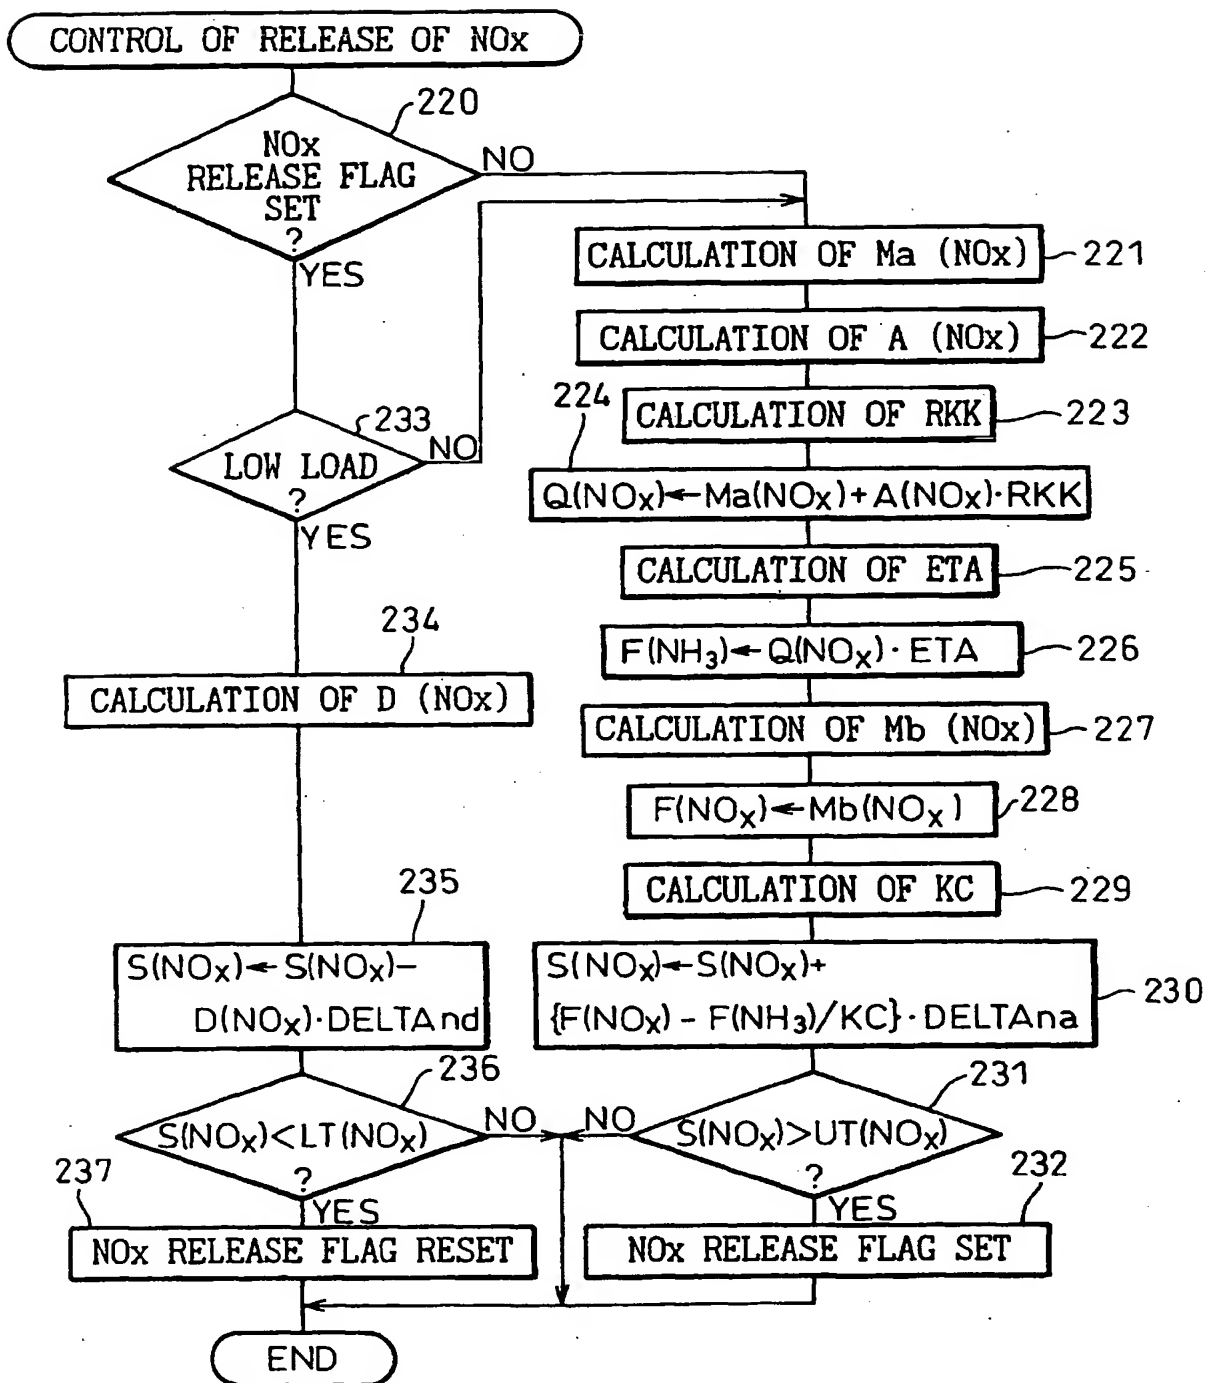 CONTROL OF RELEASE OF NOx
220
NOx
RELEASE FLAG
SET
?
NO
YES
CALCULATION OF Ma (NOx)
221
CALCULATION OF A (NOx)
222
224
CALCULATION OF RKK
223
233
LOW LOAD
?
NO
YES
Q(NOx)←Ma(NOx)+A(NOx)·RKK
CALCULATION OF ETA
225
234
F(NH₃)←Q(NOx)·ETA
226
CALCULATION OF D (NOx)
CALCULATION OF Mb (NOx)
227
F(NOx)←Mb(NOx)
228
CALCULATION OF KC
229
235
S(NOx)←S(NOx)−
D(NOx)·DELTAnd
S(NOx)←S(NOx)+
{F(NOx)−F(NH₃)/KC}·DELTAna
230
236
S(NOx)<LT(NOx)
?
NO
YES
231
NO
S(NOx)>UT(NOx)
?
YES
237
NOx RELEASE FLAG RESET
232
NOx RELEASE FLAG SET
END